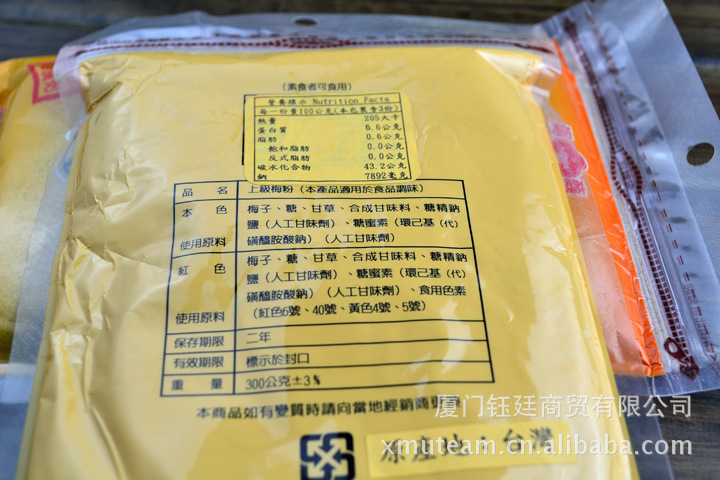 (素食者可食用)
營養標示 Nutrition Facts
每一份量100公克(本包裝含3份)
熱量 205大卡
蛋白質 6.6公克
脂肪 0.6公克
飽和脂肪 0.0公克
反式脂肪 0.0公克
碳水化合物 43.2公克
鈉 7892毫克
品名 上級梅粉（本產品適用於食品調味）
本色 梅子、糖、甘草、合成甘味料、糖精鈉
鹽（人工甘味劑）、糖蜜素（環己基（代）
使用原料 磺醯胺酸鈉）（人工甘味劑）
紅色 梅子、糖、甘草、合成甘味料、糖精鈉
鹽（人工甘味劑）、糖蜜素（環己基（代）
磺醯胺酸鈉）（人工甘味劑）、食用色素
使用原料 （紅色6號、40號、黃色4號、5號）
保存期限 二年
有效期限 標示於封口
重量 300公克±3%
本商品如有變質時請向當地經銷商更
厦门钰廷商贸有限公司
原產地：台灣
xmuteam.cn.alibaba.com